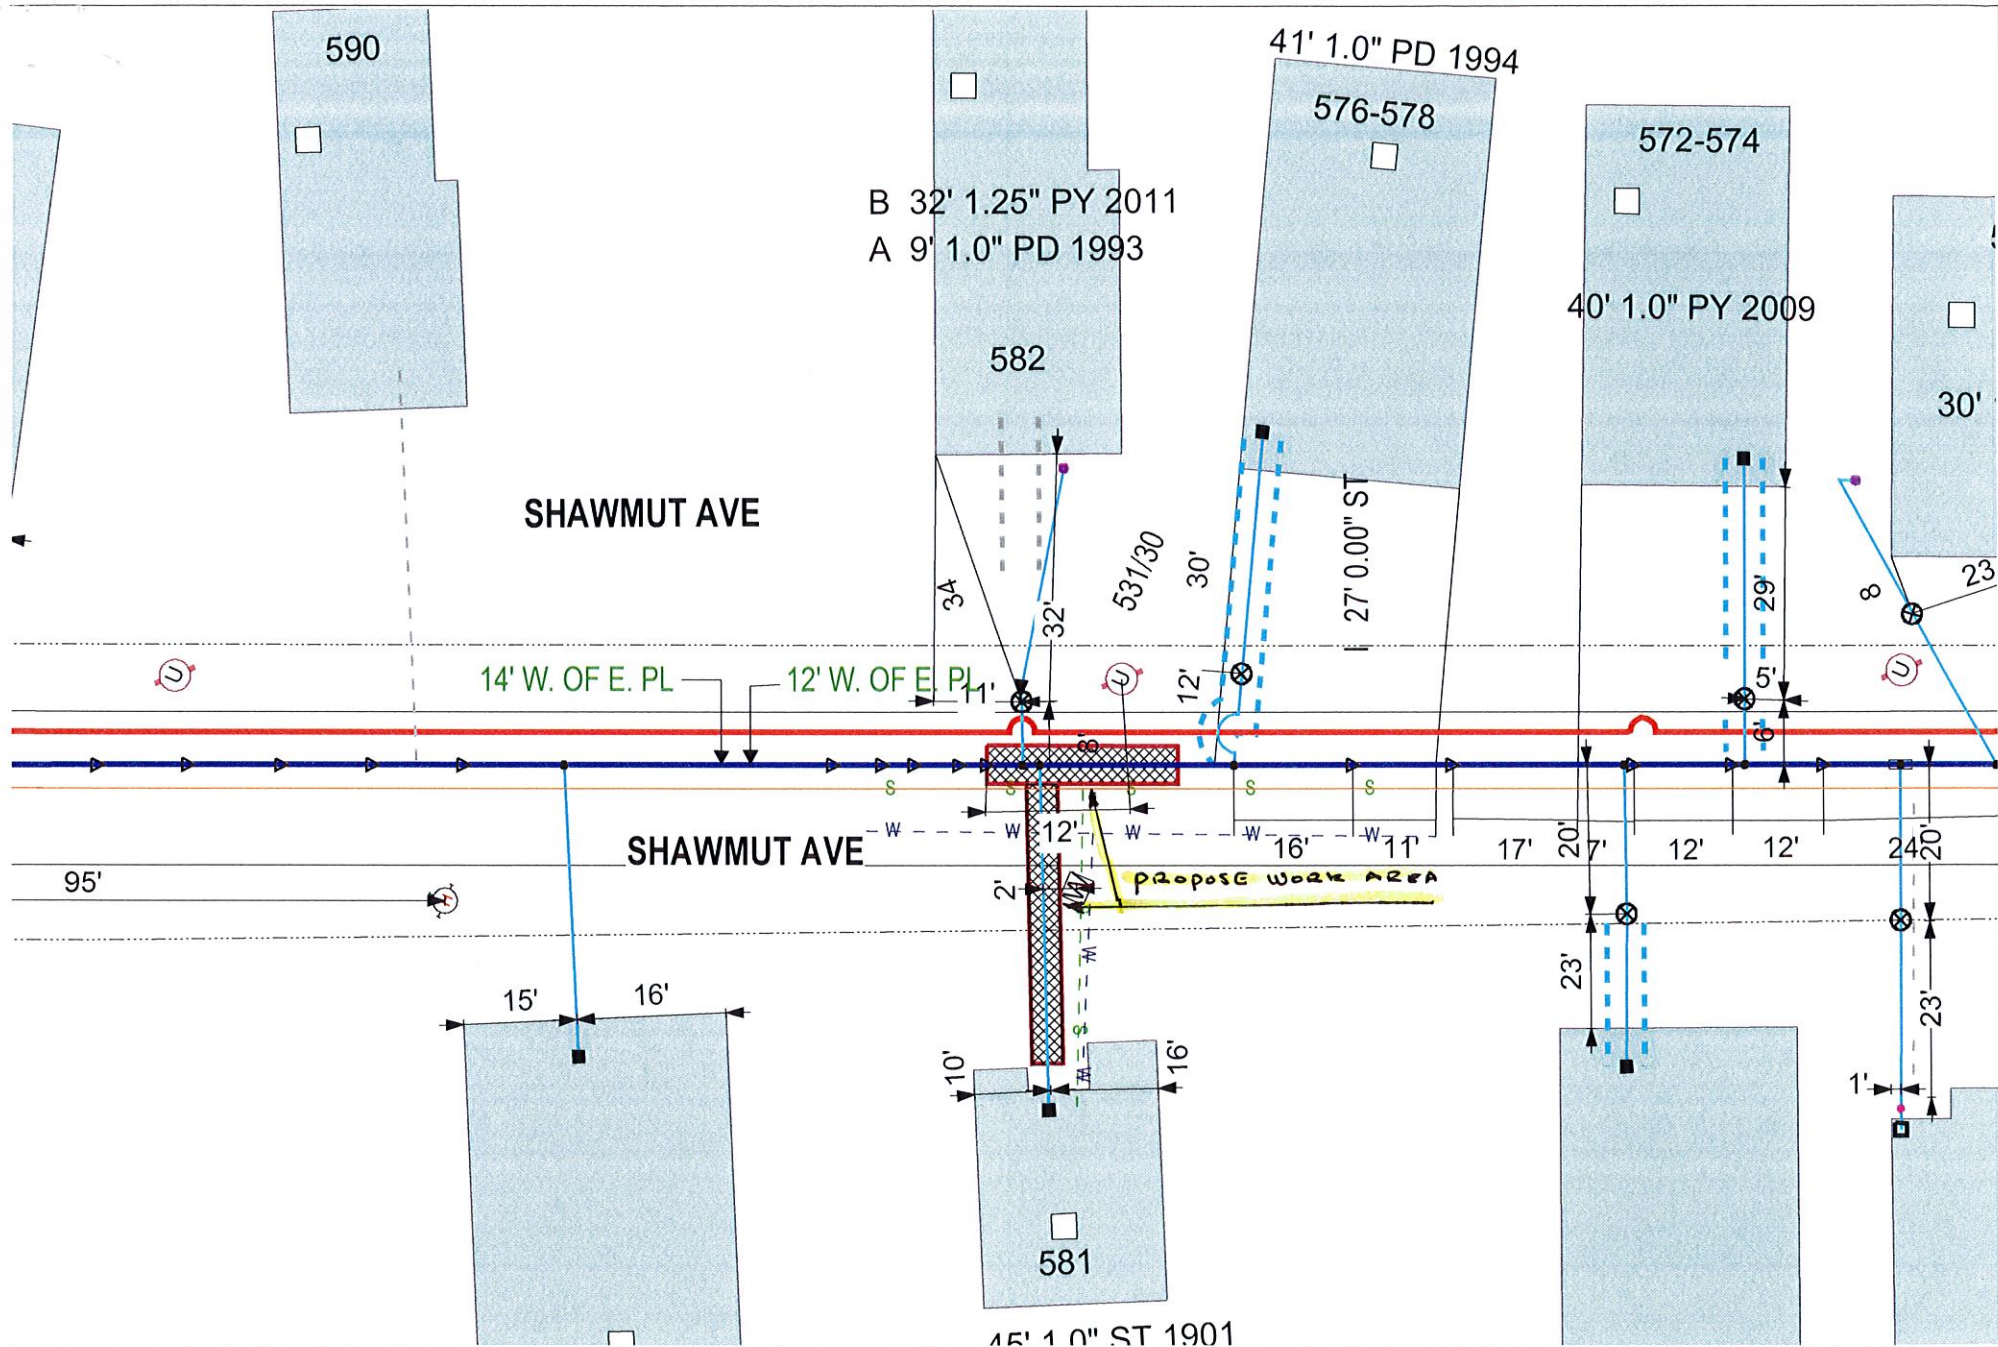 590
41' 1.0" PD 1994
576-578
572-574
B 32' 1.25" PY 2011
A 9' 1.0" PD 1993
40' 1.0" PY 2009
582
30'
SHAWMUT AVE
34
32'
531/30
30'
27' 0.00" ST
29'
8
23
U
14' W. OF E. PL
12' W. OF E. PL
11'
U
12'
U
5'
6'
8'
S
S
S
S
S
W
W
12'
W
W
W
SHAWMUT AVE
16'
11'
17'
20'
7'
12'
12'
24
20'
95'
2'
PROPOSE WORK AREA
W
23'
23'
15'
16'
S
10'
W
16'
1'
581
45' 1.0" ST 1901